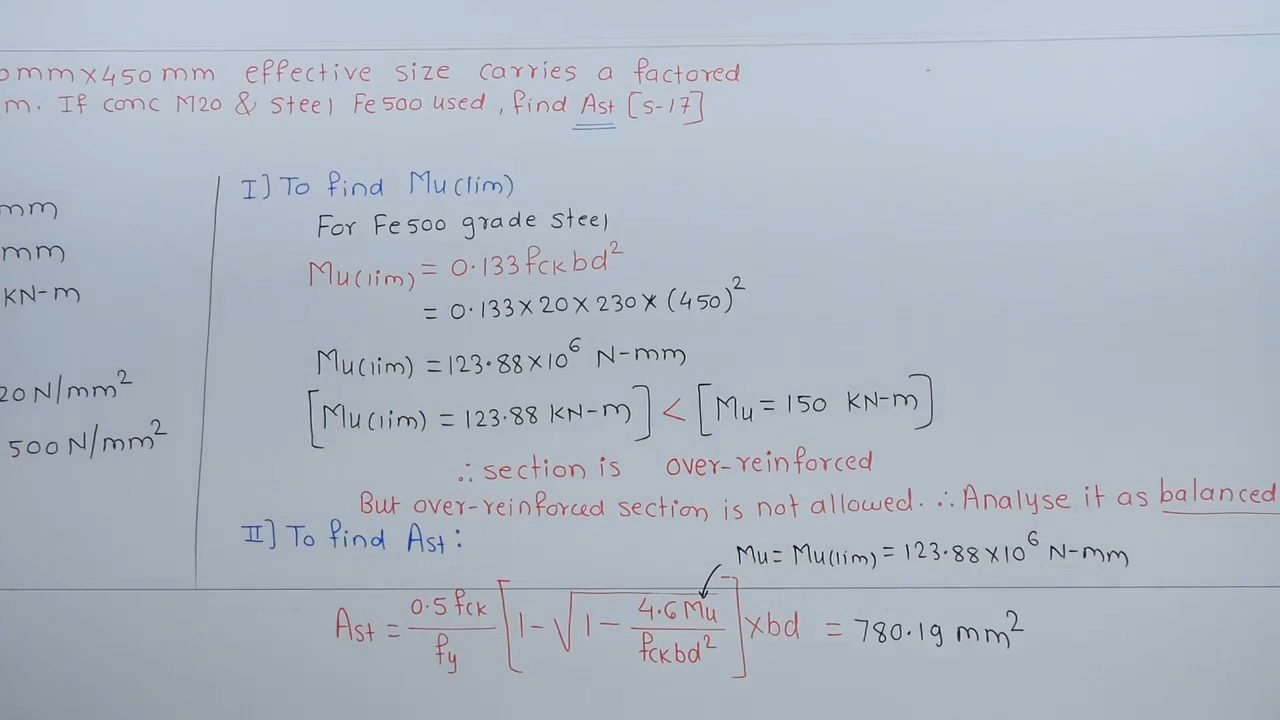 0mm×450mm effective size carries a factored
m. If conc M20 & steel Fe500 used, find Ast [S-17]
mm
mm
KN-m
20 N/mm²
500 N/mm²
I] To find Mu(lim)
For Fe500 grade steel
Mu(lim) = 0.133 fck bd²
= 0.133 × 20 × 230 × (450)²
Mu(lim) = 123.88 × 10⁶ N-mm
[Mu(lim) = 123.88 KN-m] < [Mu = 150 KN-m]
∴ section is over-reinforced
But over-reinforced section is not allowed. ∴ Analyse it as balanced
II] To find Ast :
Mu = Mu(lim) = 123.88 × 10⁶ N-mm
Ast = 0.5 fck / fy [1 - √(1 - 4.6 Mu / fck bd²)] × bd = 780.19 mm²